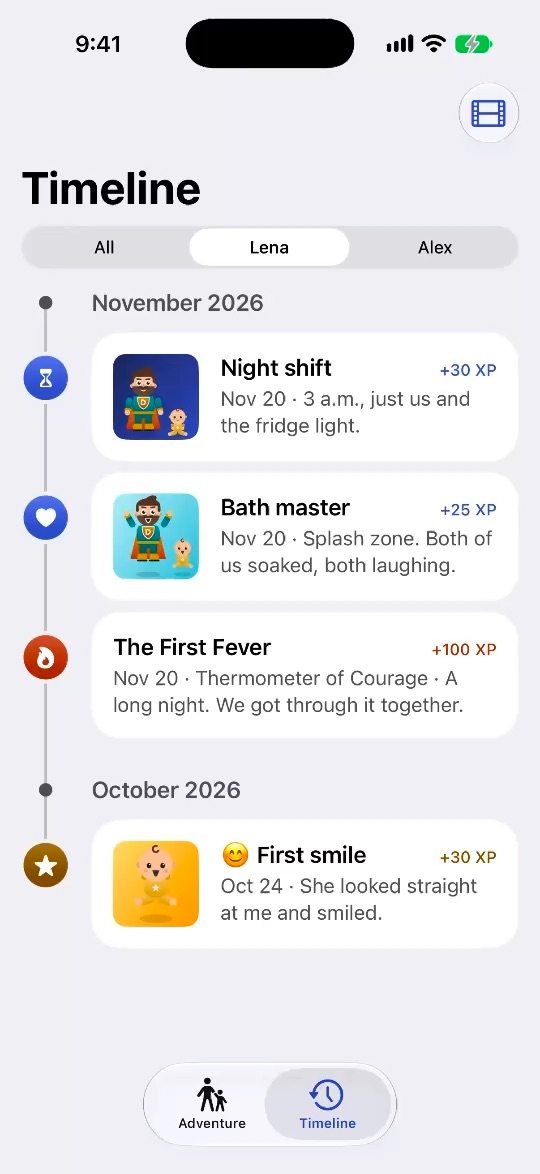 9:41
Timeline
All Lena Alex
November 2026
Night shift +30 XP
Nov 20 · 3 a.m., just us and
the fridge light.
Bath master +25 XP
Nov 20 · Splash zone. Both of
us soaked, both laughing.
The First Fever +100 XP
Nov 20 · Thermometer of Courage · A
long night. We got through it together.
October 2026
😊 First smile +30 XP
Oct 24 · She looked straight
at me and smiled.
Adventure Timeline